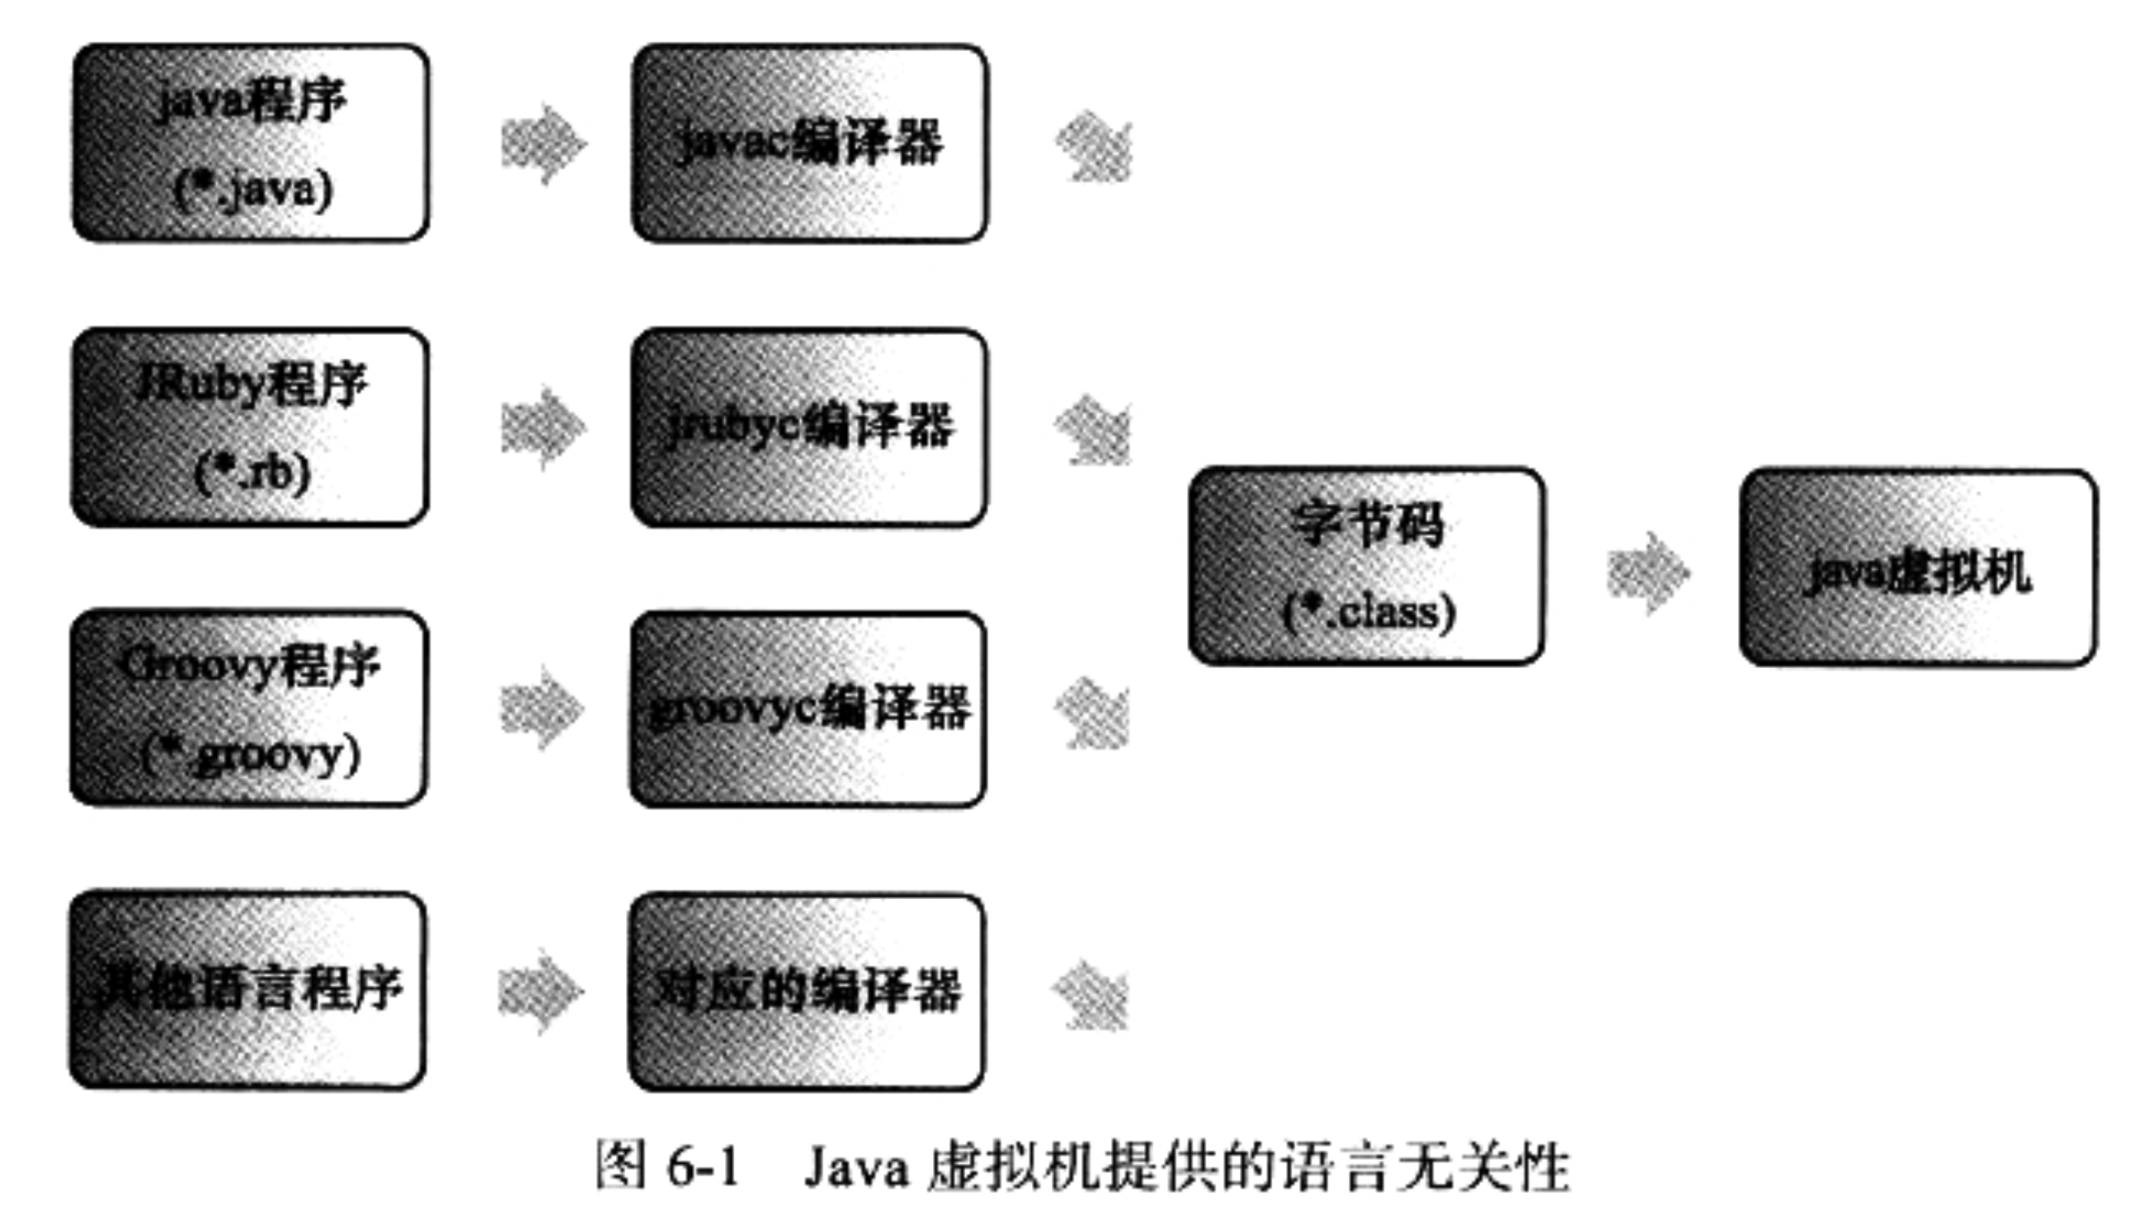 java程序
(*.java)
javac编译器
JRuby程序
(*.rb)
jrubyc编译器
Groovy程序
(*.groovy)
groovyc编译器
其他语言程序
对应的编译器
字节码
(*.class)
java虚拟机
图 6-1 Java 虚拟机提供的语言无关性